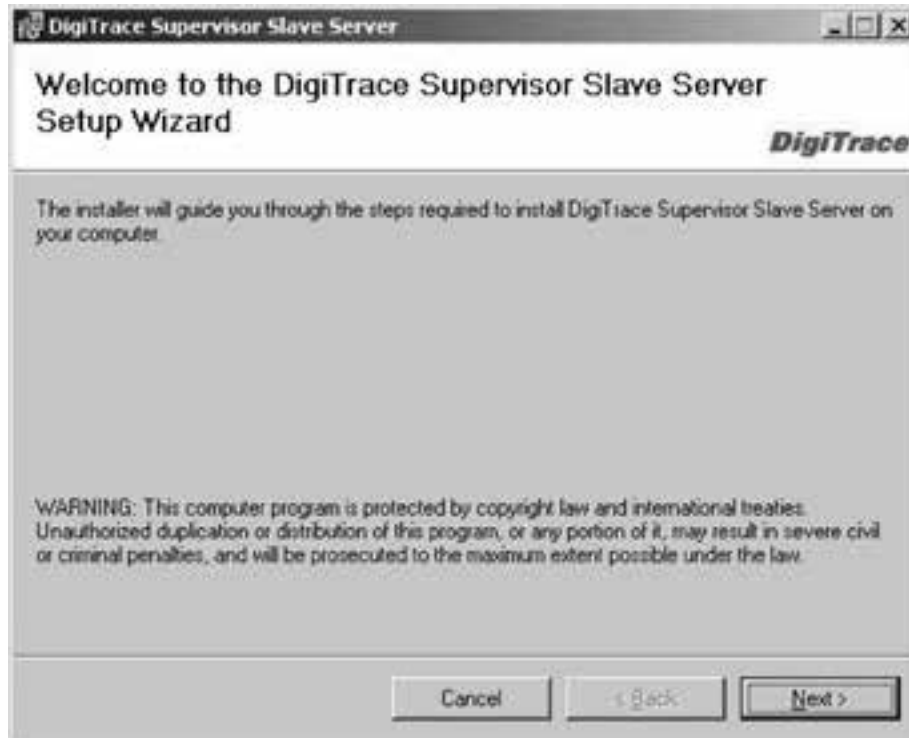 DigiTrace Supervisor Slave Server
Welcome to the DigiTrace Supervisor Slave Server
Setup Wizard
DigiTrace
The installer will guide you through the steps required to install DigiTrace Supervisor Slave Server on
your computer.
WARNING: This computer program is protected by copyright law and international treaties.
Unauthorized duplication or distribution of this program, or any portion of it, may result in severe civil
or criminal penalties, and will be prosecuted to the maximum extent possible under the law.
Cancel
< Back
Next >